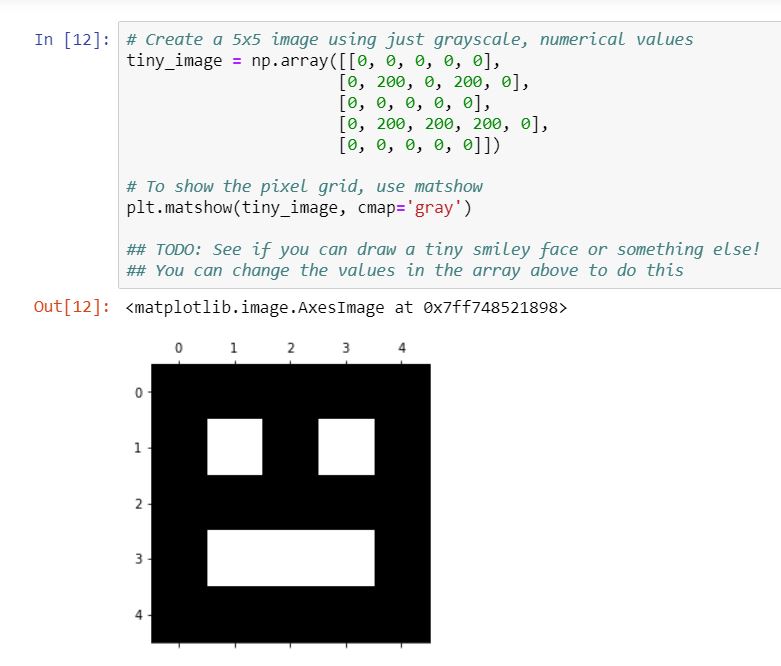 In [12]: # Create a 5x5 image using just grayscale, numerical values
tiny_image = np.array([[0, 0, 0, 0, 0],
[0, 200, 0, 200, 0],
[0, 0, 0, 0, 0],
[0, 200, 200, 200, 0],
[0, 0, 0, 0, 0]])
# To show the pixel grid, use matshow
plt.matshow(tiny_image, cmap='gray')
## TODO: See if you can draw a tiny smiley face or something else!
## You can change the values in the array above to do this
Out[12]: <matplotlib.image.AxesImage at 0x7ff748521898>
0 1 2 3 4
0
1
2
3
4